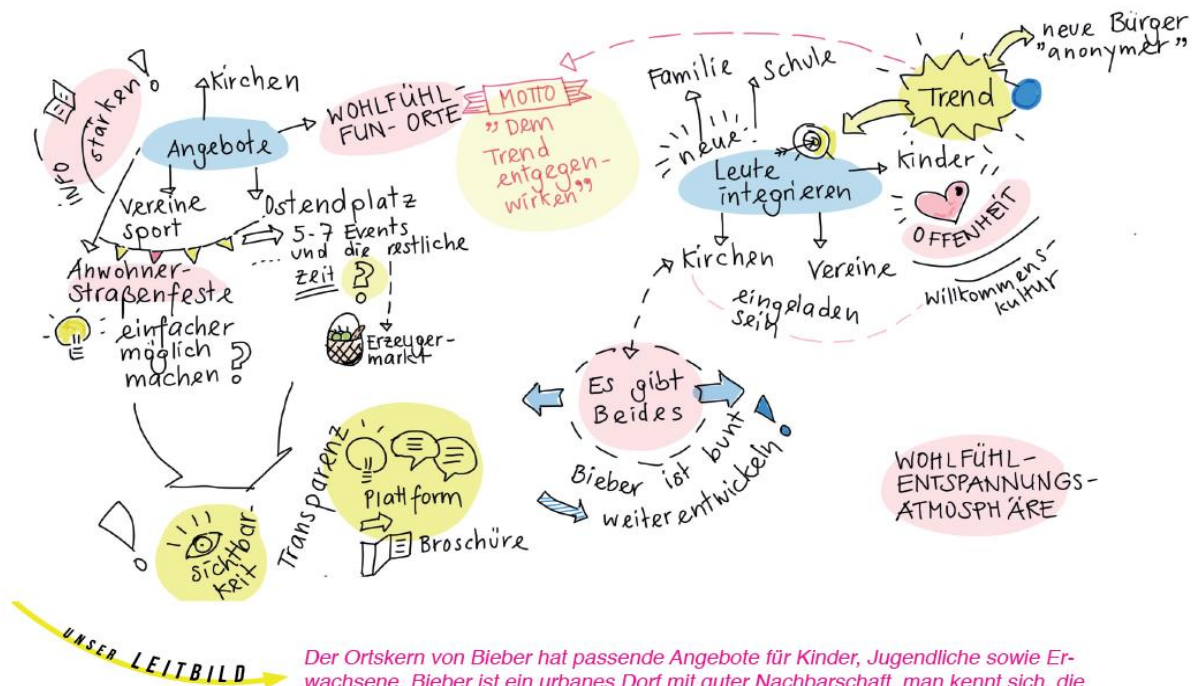 INFO
stärken!
Kirchen
Angebote
WOHLFÜHL
FUN-ORTE
Vereine
sport
Anwohner-
straßenfeste
einfacher
möglich
machen?
Ostendplatz
5-7 Events
und die restliche
zeit?
Erzeuger-
markt
MOTTO
"Dem
Trend
entgegen-
wirken"
Familie
Schule
neue
Leute
integrieren
Kinder
Kirchen
Vereine
eingeladen
sein
Trend
neue Bürger
"anonymer"
OFFENHEIT
Willkommens-
kultur
Es gibt
Beides
Bieber ist bunt
weiterentwickeln!
WOHLFÜHL-
ENTSPANNUNGS-
ATMOSPHÄRE
!
sichtbar-
keit
Transparenz
Plattform
Broschüre
UNSER LEITBILD
Der Ortskern von Bieber hat passende Angebote für Kinder, Jugendliche sowie Er-
wachsene. Bieber ist ein urbanes Dorf mit guter Nachbarschaft, man kennt sich, die